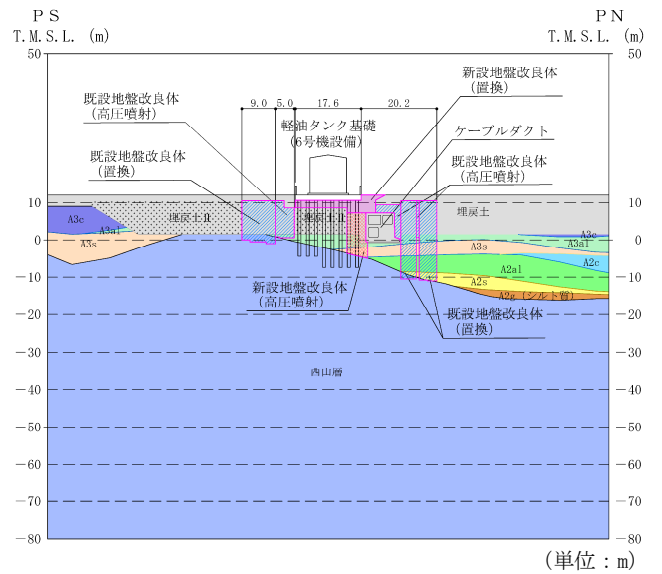 PS
PN
T.M.S.L. (m)
T.M.S.L. (m)
50
50
新設地盤改良体
(置換)
既設地盤改良体
(高圧噴射)
9.0
5.0
17.6
20.2
軽油タンク基礎
(6号機設備)
ケーブルダクト
既設地盤改良体
(置換)
既設地盤改良体
(高圧噴射)
10
10
A3c
埋戻土Ⅱ
埋戻土Ⅱ
埋戻土
A3al
A3c
0
0
A3s
A3s
A3al
A2c
A2al
-10
-10
A2s
新設地盤改良体
(高圧噴射)
A2g (シルト質)
既設地盤改良体
(置換)
-20
-20
-30
-30
西山層
-40
-40
-50
-50
-60
-60
-70
-70
-80
-80
(単位:m)